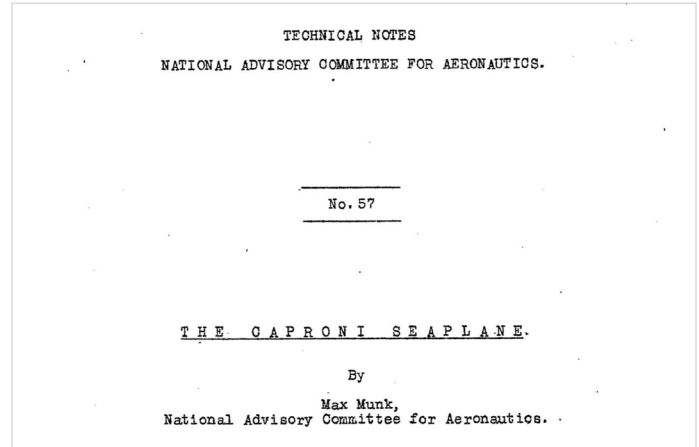 TECHNICAL NOTES
NATIONAL ADVISORY COMMITTEE FOR AERONAUTICS.
No. 57
THE CAPRONI SEAPLANE.
By
Max Munk,
National Advisory Committee for Aeronautics.